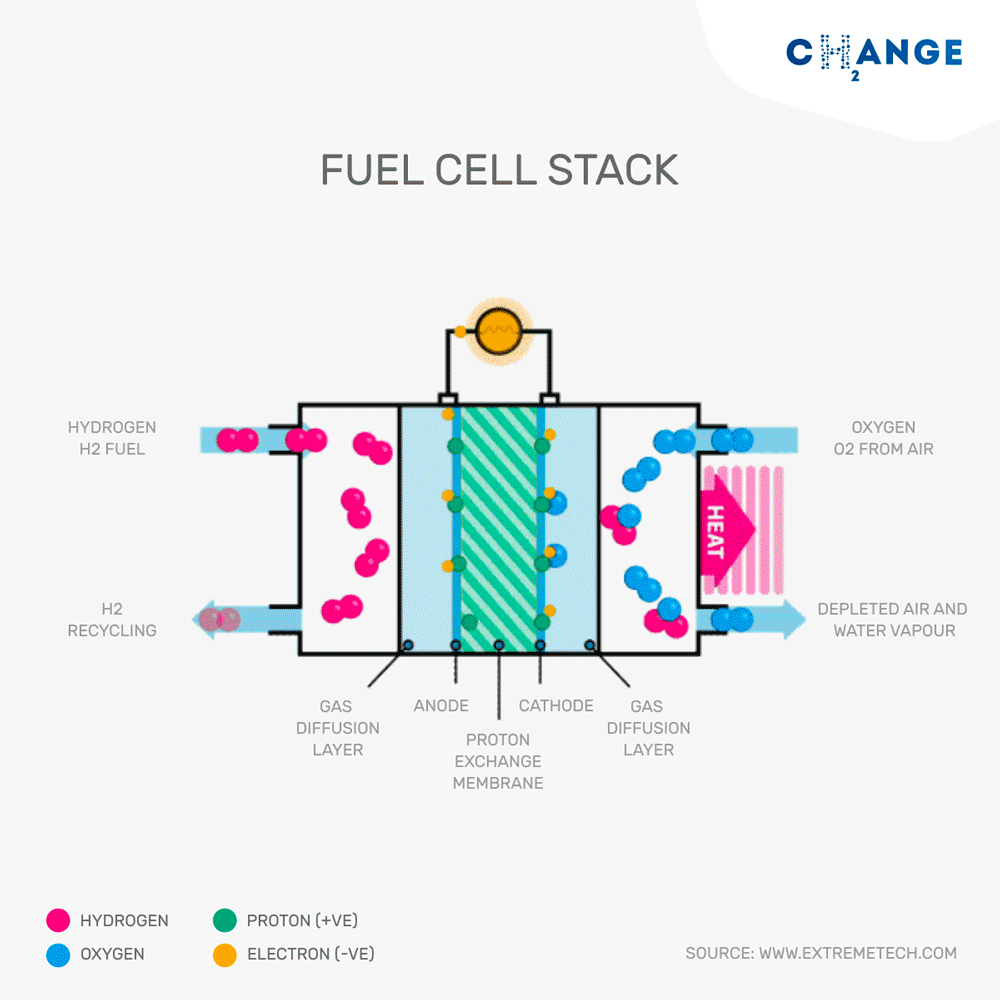 CH2ANGE
FUEL CELL STACK
HYDROGEN
H2 FUEL
OXYGEN
O2 FROM AIR
HEAT
H2
RECYCLING
DEPLETED AIR AND
WATER VAPOUR
GAS
DIFFUSION
LAYER
ANODE
PROTON
EXCHANGE
MEMBRANE
CATHODE
GAS
DIFFUSION
LAYER
HYDROGEN
PROTON (+VE)
OXYGEN
ELECTRON (-VE)
SOURCE: WWW.EXTREMETECH.COM